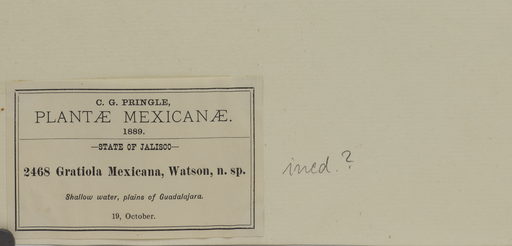 C. G. PRINGLE,
PLANTÆ MEXICANÆ.
1889.
—STATE OF JALISCO—
2468 Gratiola Mexicana, Watson, n. sp.
Shallow water, plains of Guadalajara.
19, October.
ined.?